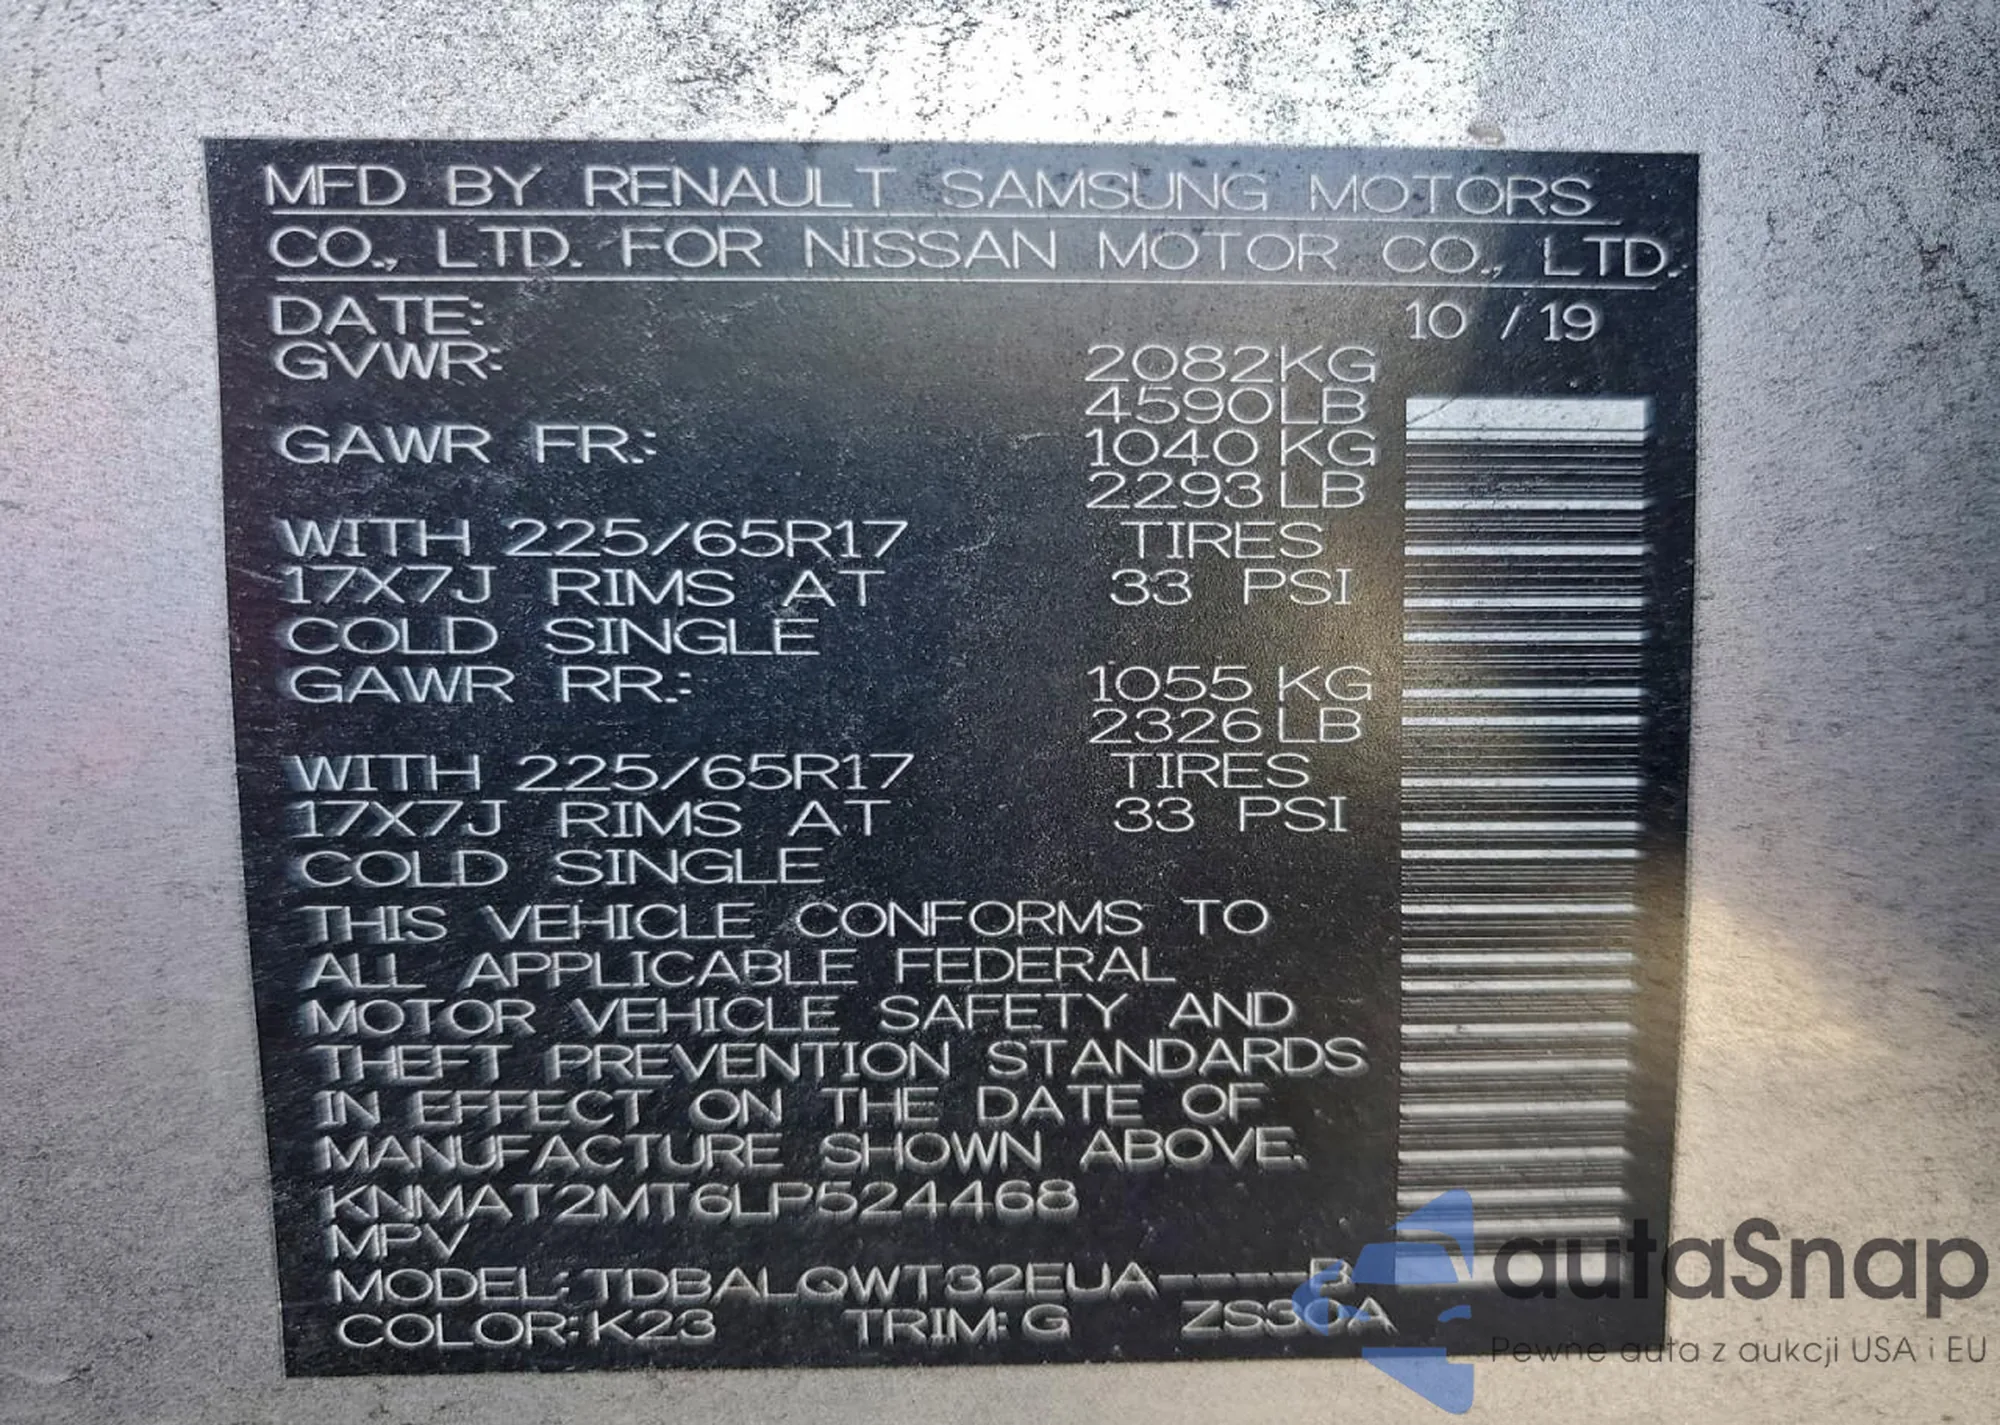 MFD BY RENAULT SAMSUNG MOTORS
CO., LTD. FOR NISSAN MOTOR CO., LTD.
DATE: 10 / 19
GVWR: 2082KG
4590LB
GAWR FR.: 1040 KG
2293LB
WITH 225/65R17 TIRES
17X7J RIMS AT 33 PSI
COLD SINGLE
GAWR RR.: 1055 KG
2326LB
WITH 225/65R17 TIRES
17X7J RIMS AT 33 PSI
COLD SINGLE
THIS VEHICLE CONFORMS TO
ALL APPLICABLE FEDERAL
MOTOR VEHICLE SAFETY AND
THEFT PREVENTION STANDARDS
IN EFFECT ON THE DATE OF
MANUFACTURE SHOWN ABOVE.
KNMAT2MT6LP524468
MPV
MODEL: TDBALQWT32EUA----B
COLOR: K23 TRIM: G ZS30A
autaSnap
Pewne auta z aukcji USA i EU